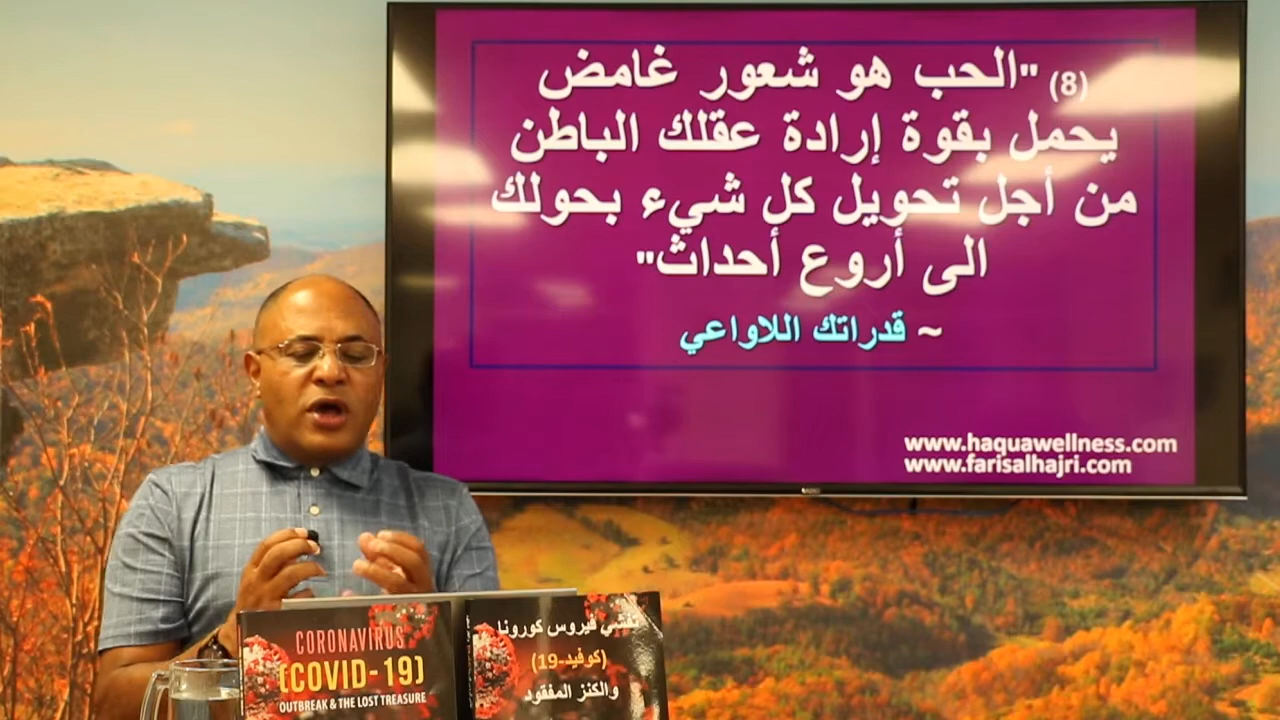 (8) "الحب هو شعور غامض
يحمل بقوة إرادة عقلك الباطن
من أجل تحويل كل شيء بحولك
الى أروع أحداث"
~ قدراتك اللاواعي
www.haquawellness.com
www.farisalhajri.com
CORONAVIRUS
(COVID-19)
OUTBREAK & THE LOST TREASURE
تفشي فيروس كورونا
(كوفيد-19)
والكنز المفقود